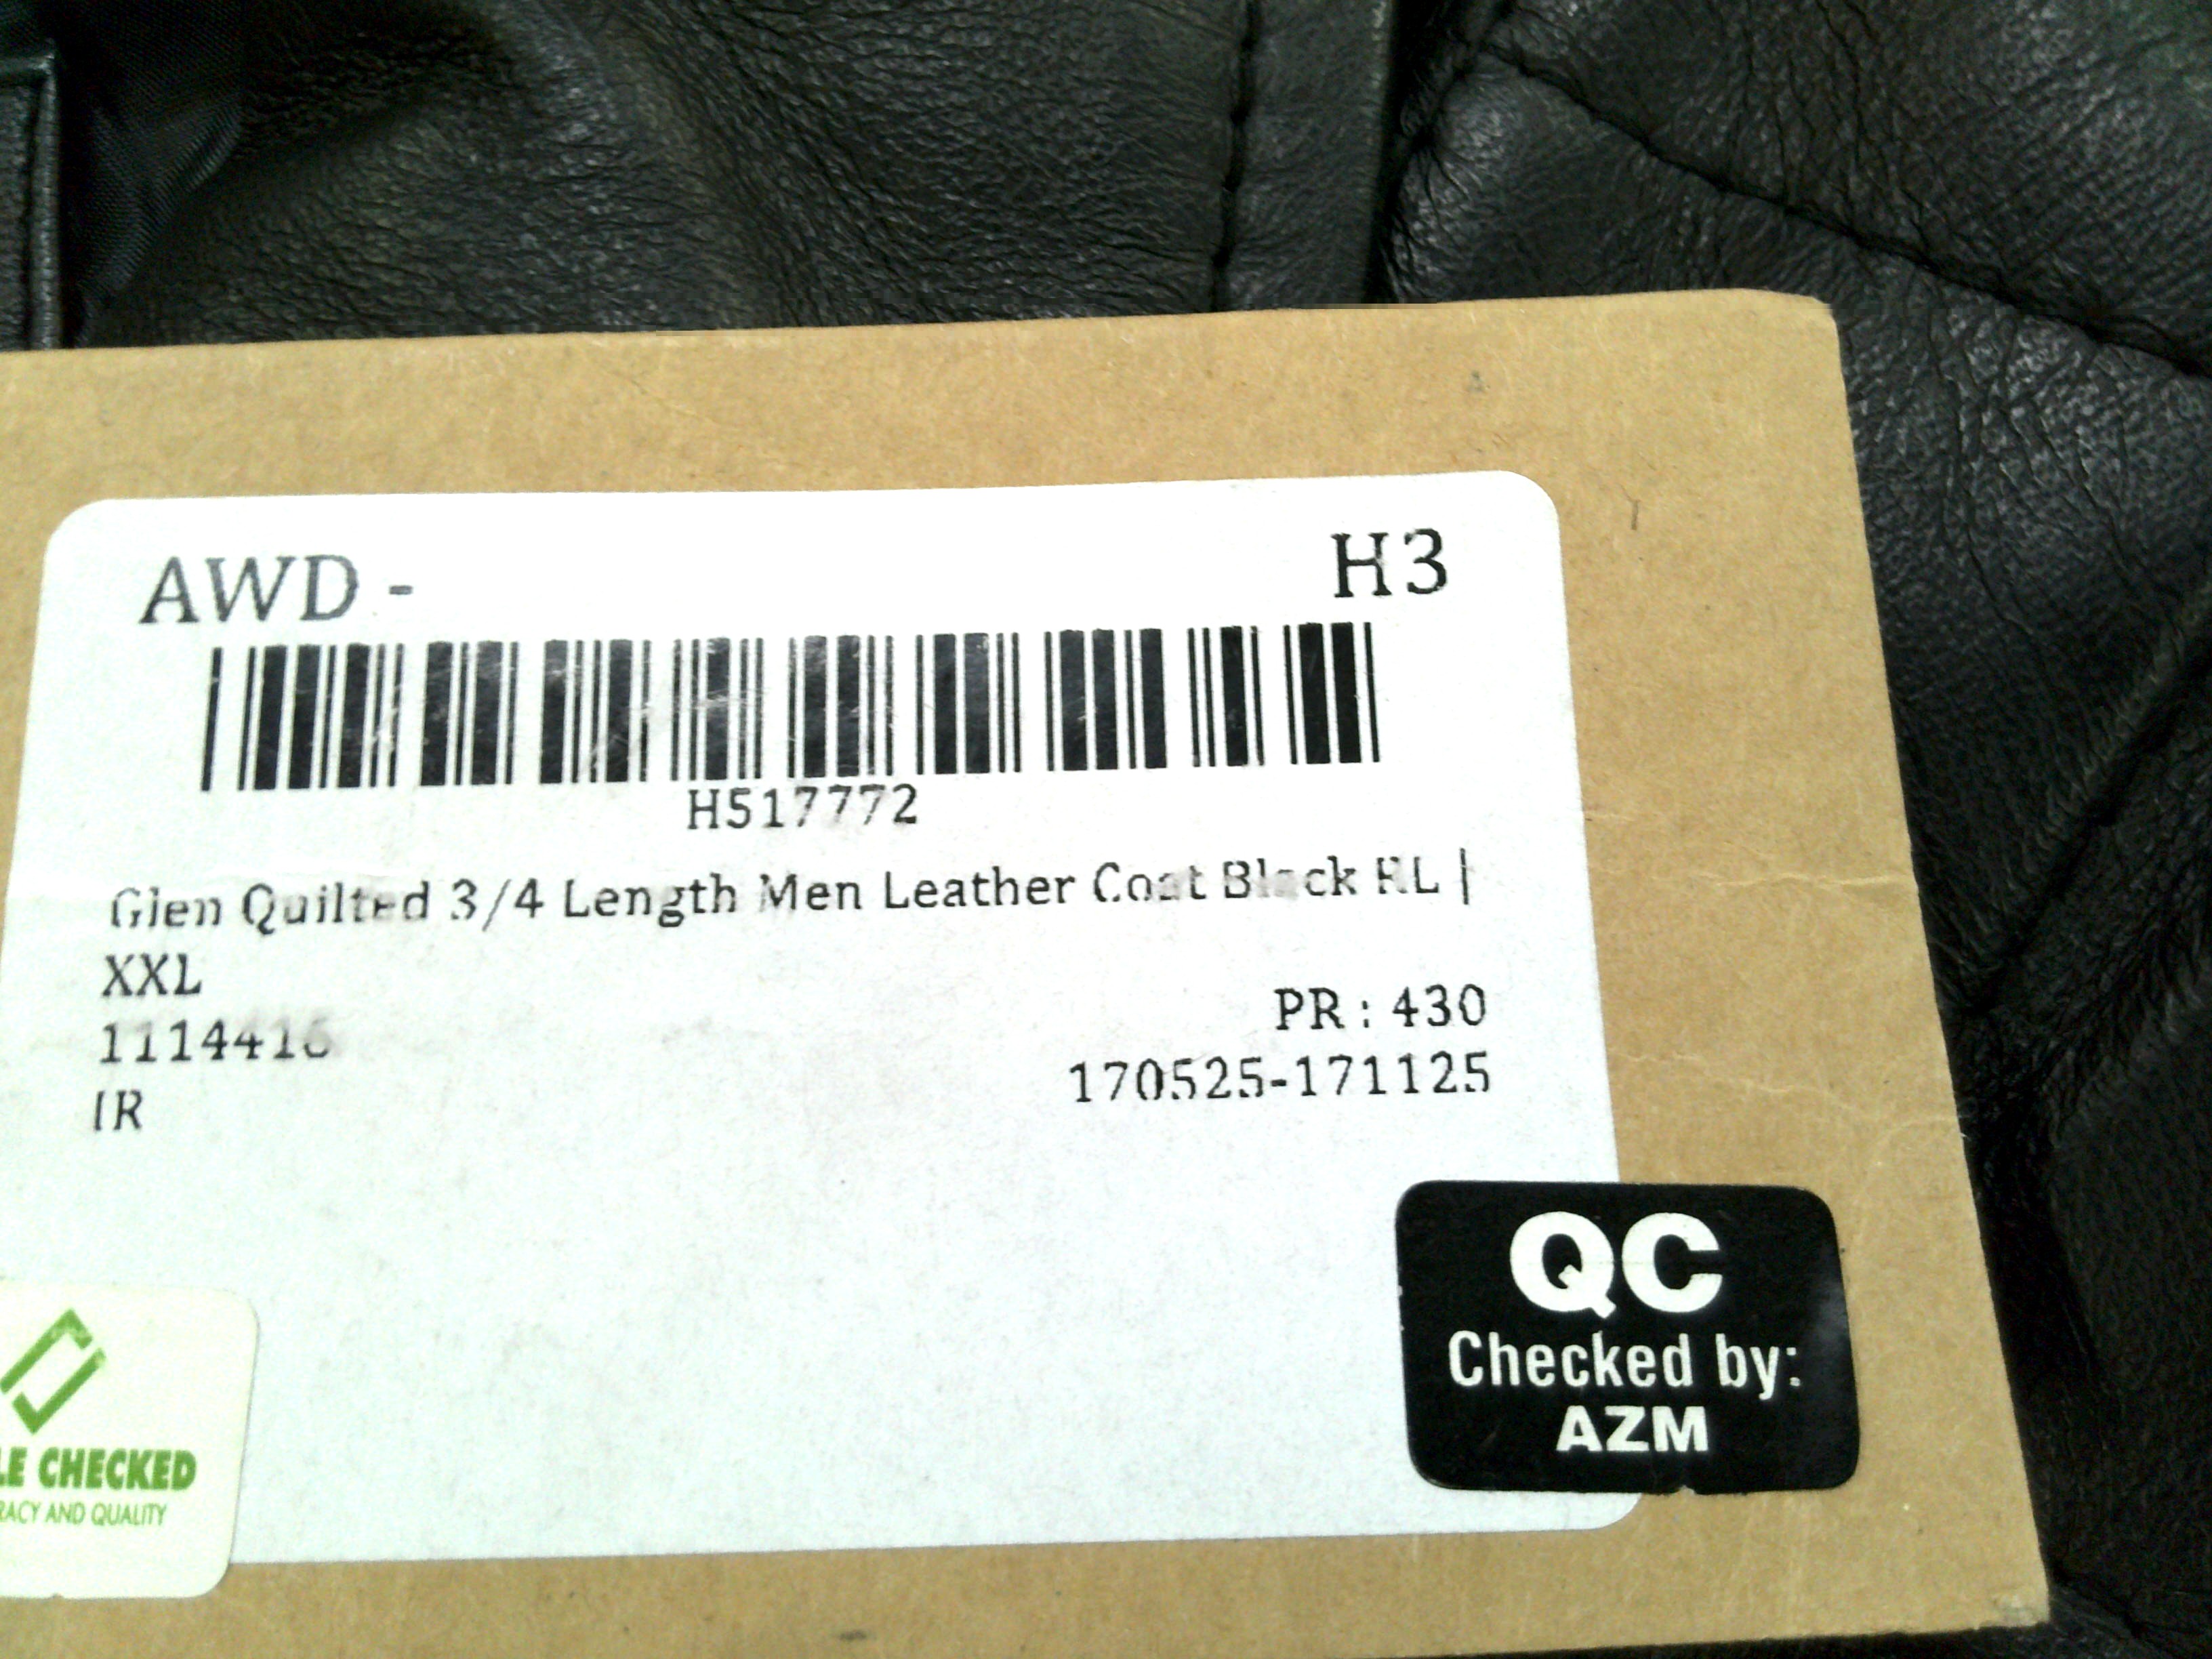 AWD - H3
H517772
Glen Quilted 3/4 Length Men Leather Coat Black RL |
XXL
PR : 430
1114416
170525-171125
IR
QC
Checked by:
AZM
LE CHECKED
RACY AND QUALITY